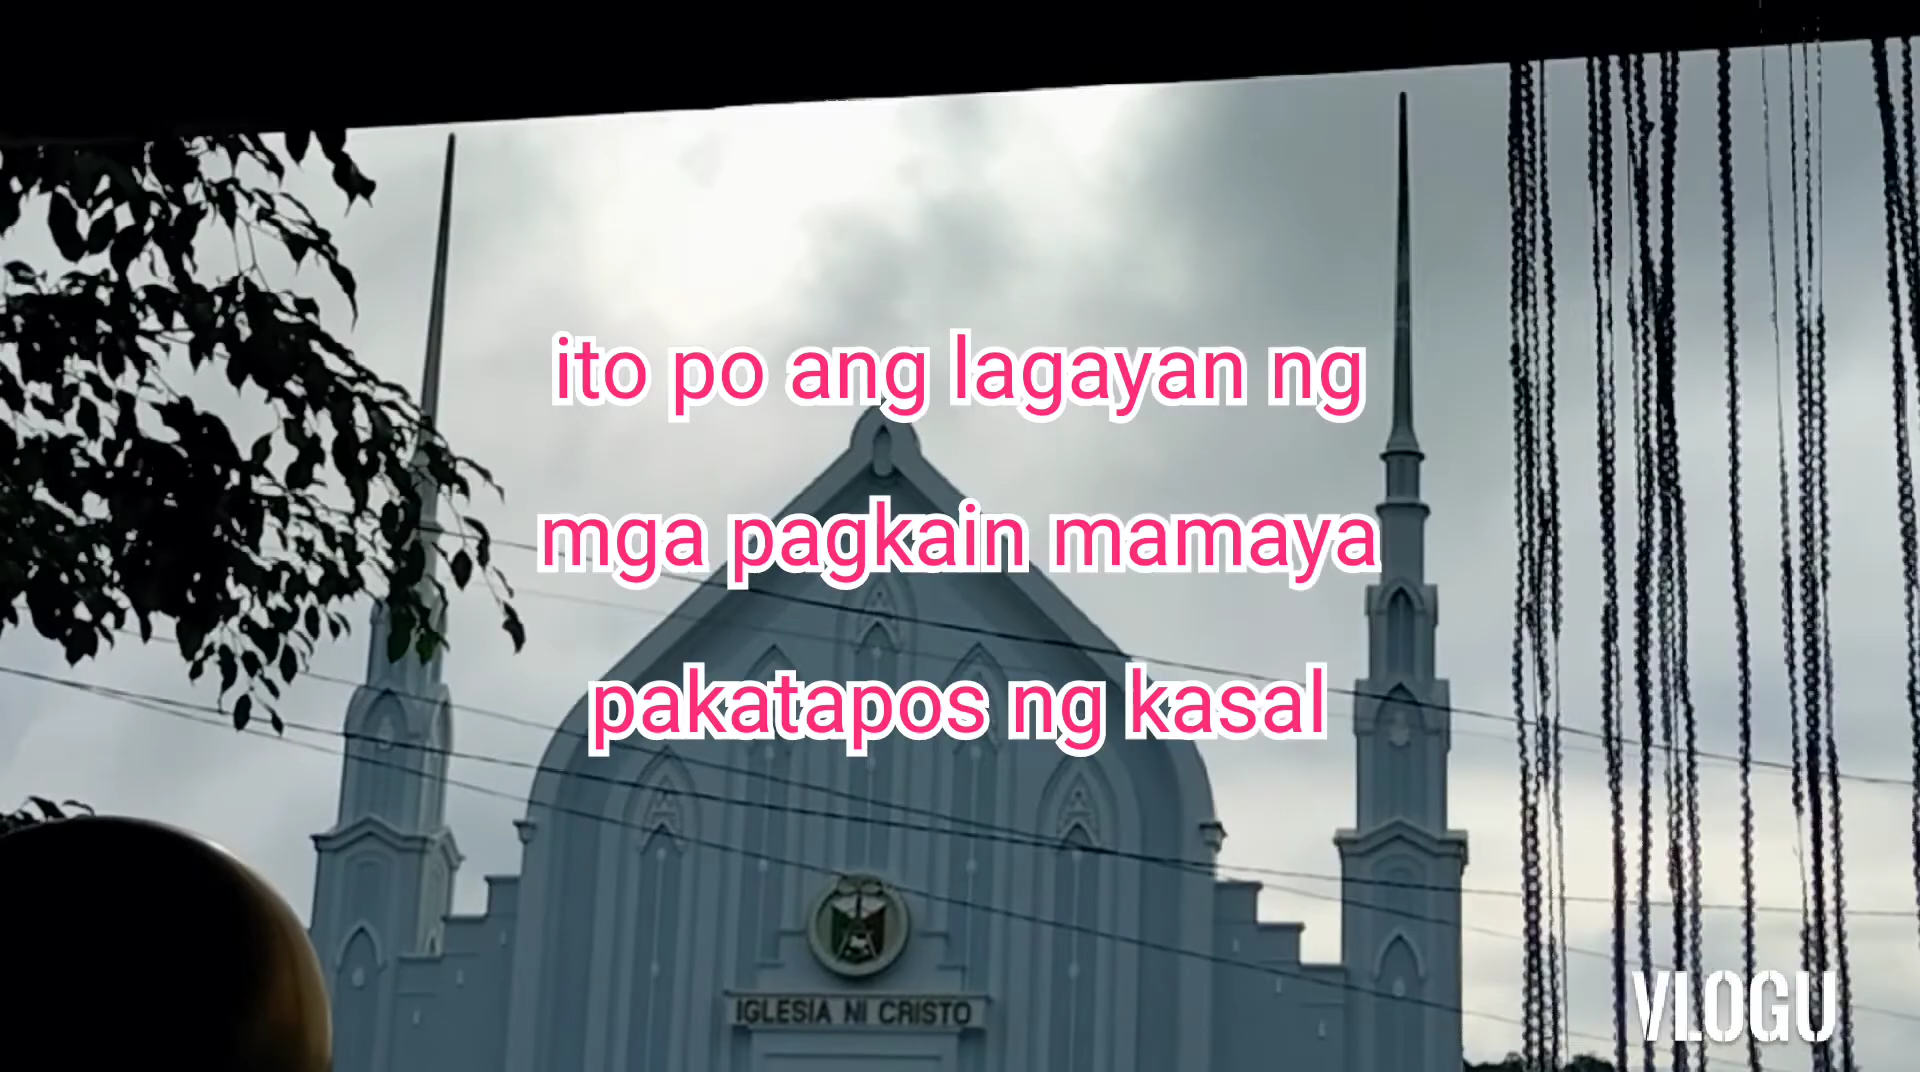 ito po ang lagayan ng
mga pagkain mamaya
pakatapos ng kasal
IGLESIA NI CRISTO
VLOGU